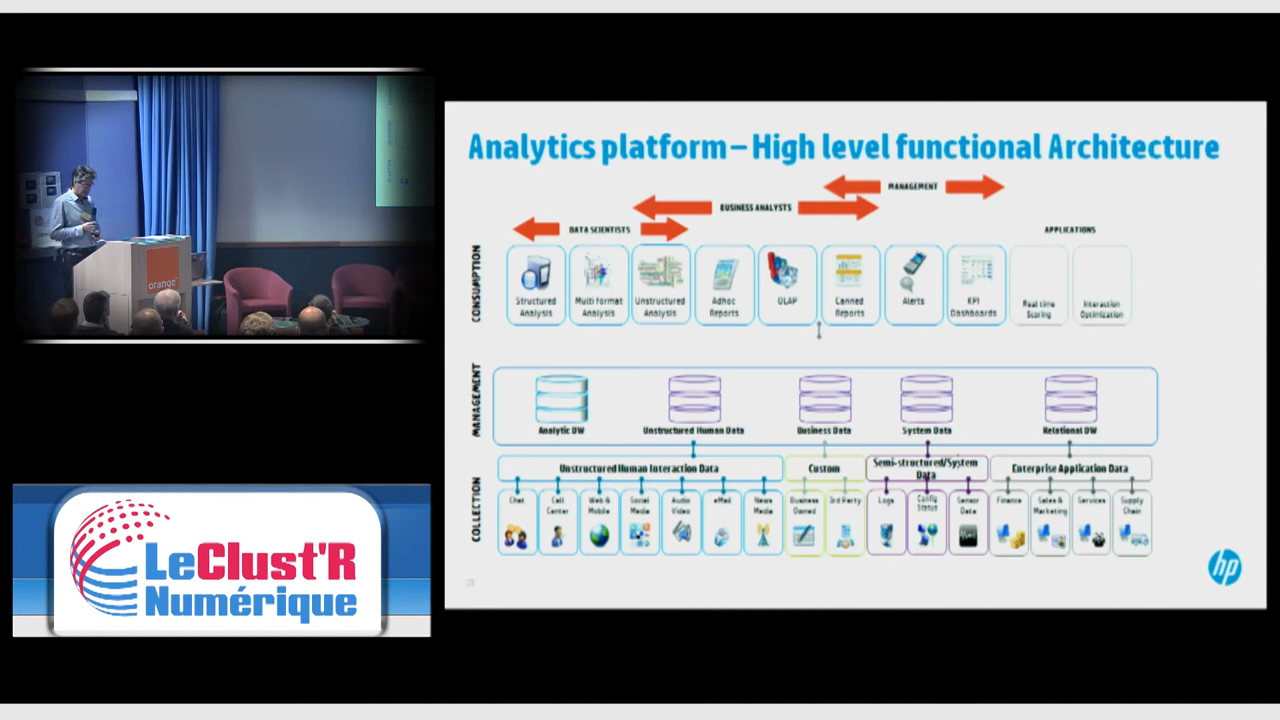 Analytics platform – High level functional Architecture
MANAGEMENT
BUSINESS ANALYSTS
DATA SCIENTISTS
APPLICATIONS
CONSUMPTION
Structured Analysis
Multi format Analysis
Unstructured Analysis
Adhoc Reports
OLAP
Canned Reports
Alerts
KPI Dashboards
Real time Scoring
Interaction Optimization
MANAGEMENT
Analytic DW
Unstructured Human Data
Business Data
System Data
Relational DW
COLLECTION
Unstructured Human Interaction Data
Custom
Semi-structured/System Data
Enterprise Application Data
Chat
Call Center
Web & Mobile
Social Media
Audio Video
eMail
News Media
Business Owned
3rd Party
Logs
Config Status
Sensor Data
Finance
Sales & Marketing
Services
Supply Chain
hp
orange
LeClust'R
Numérique